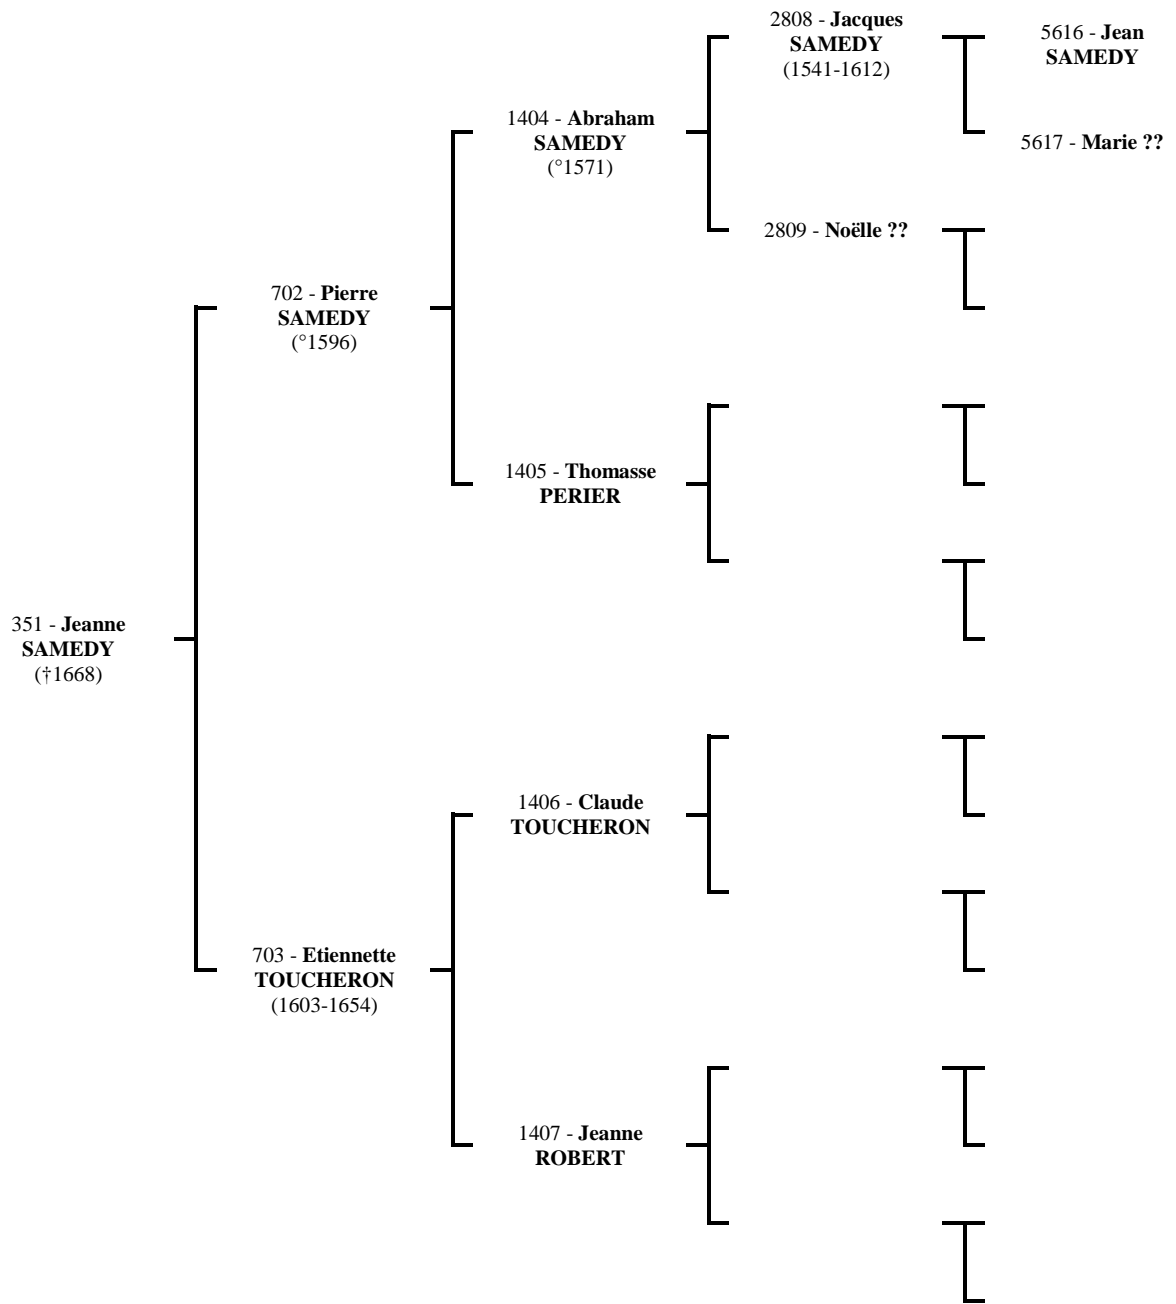 2808 - Jacques
SAMEDY
(1541-1612)
5616 - Jean
SAMEDY
1404 - Abraham
SAMEDY
(°1571)
5617 - Marie ??
2809 - Noëlle ??
702 - Pierre
SAMEDY
(°1596)
1405 - Thomasse
PERIER
351 - Jeanne
SAMEDY
(†1668)
1406 - Claude
TOUCHERON
703 - Etiennette
TOUCHERON
(1603-1654)
1407 - Jeanne
ROBERT